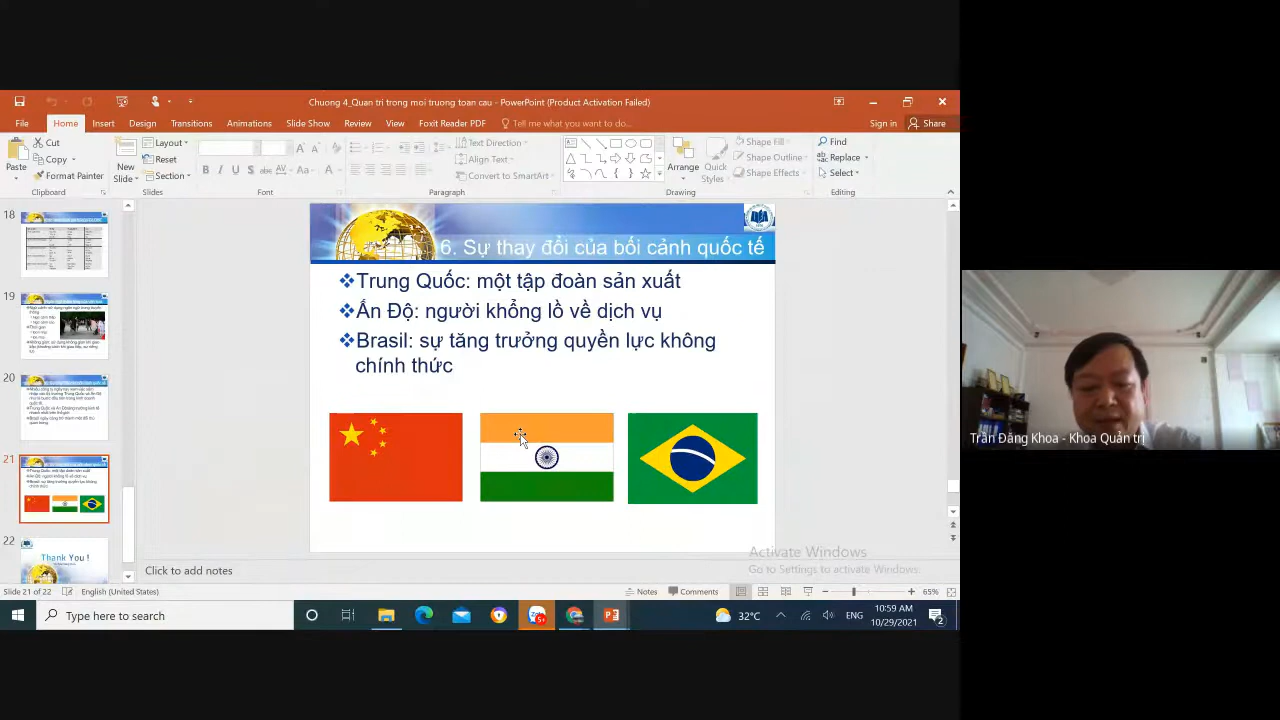 Chuong 4_Quan tri trong moi truong toan cau - PowerPoint (Product Activation Failed)
File Home Insert Design Transitions Animations Slide Show Review View Foxit Reader PDF Tell me what you want to do... Sign in Share
Paste
Cut
Copy
Format Painter
Clipboard
New
Slide
Layout
Reset
Section
Slides
Font
Text Direction
Align Text
Convert to SmartArt
Paragraph
Arrange
Quick
Styles
Shape Fill
Shape Outline
Shape Effects
Drawing
Find
Replace
Select
Editing
18
19
20
21
22
Thank You !
6. Sự thay đổi của bối cảnh quốc tế
Trung Quốc: một tập đoàn sản xuất
Ấn Độ: người khổng lồ về dịch vụ
Brasil: sự tăng trưởng quyền lực không
chính thức
Trần Đăng Khoa - Khoa Quản trị
Activate Windows
Go to Settings to activate Windows.
Click to add notes
Slide 21 of 22 English (United States) Notes Comments 65%
Type here to search
5+
32°C
ENG
10:59 AM
10/29/2021
2